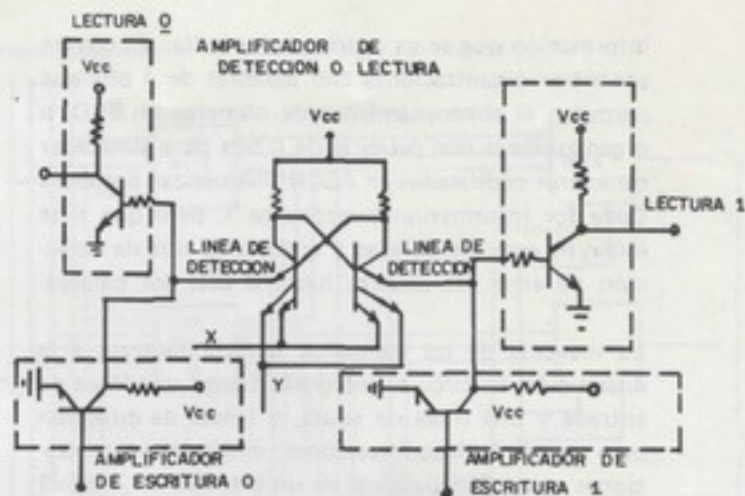 LECTURA 0
Vcc
AMPLIFICADOR DE
DETECCION O LECTURA
Vcc
Vcc
LECTURA 1
LINEA DE
DETECCION
LINEA DE
DETECCION
X
Y
Vcc
Vcc
AMPLIFICADOR
DE ESCRITURA 0
AMPLIFICADOR DE
ESCRITURA 1